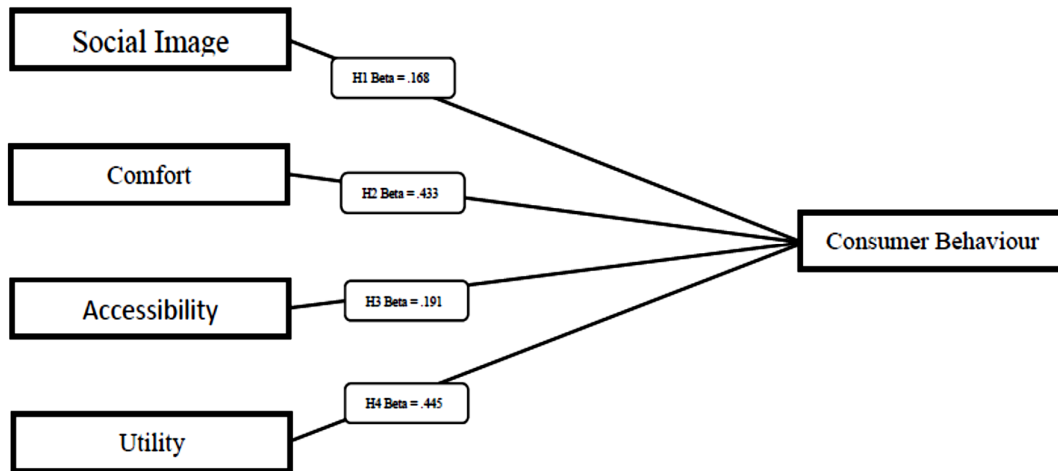 Social Image
H1 Beta = .168
Comfort
H2 Beta = .433
Consumer Behaviour
Accessibility
H3 Beta = .191
H4 Beta = .445
Utility